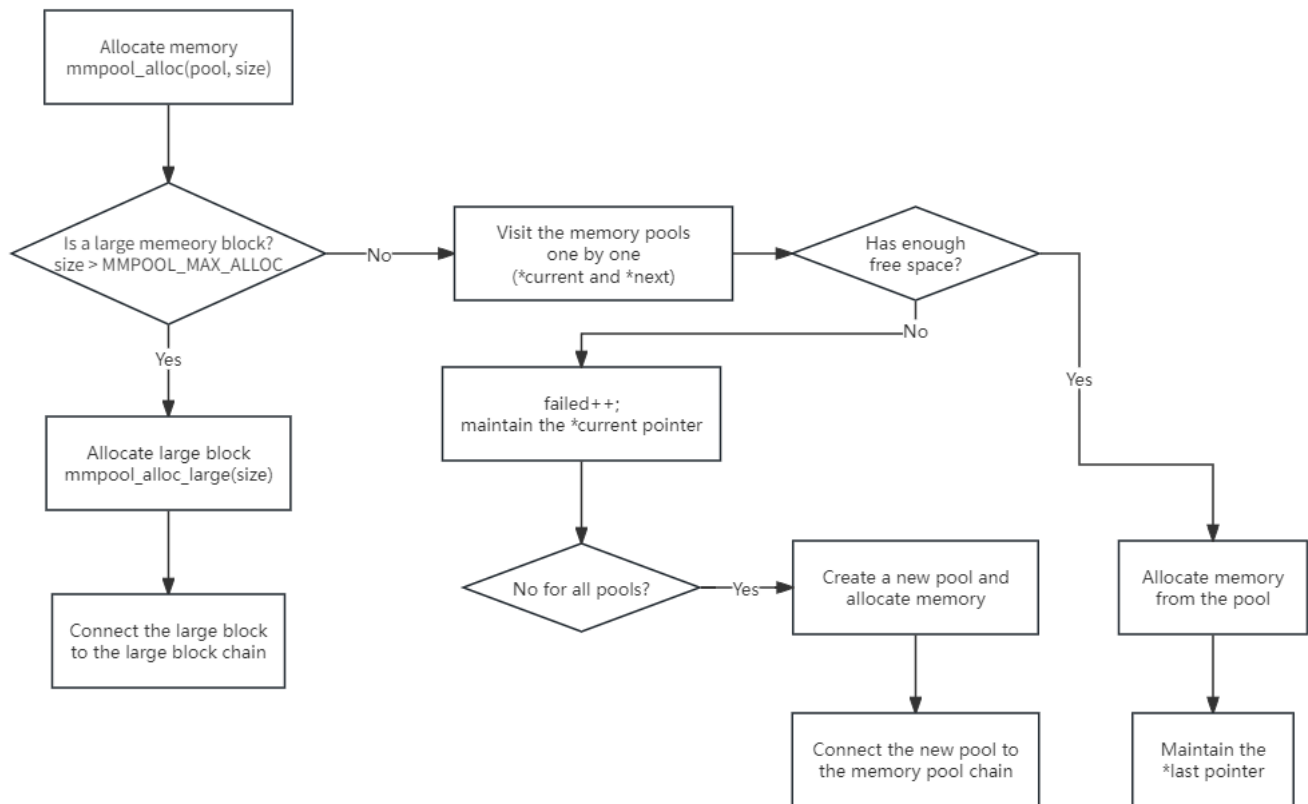 Allocate memory
mmpool_alloc(pool, size)
Is a large memeory block?
size > MMPOOL_MAX_ALLOC
No
Visit the memory pools
one by one
(*current and *next)
Has enough
free space?
No
Yes
Yes
failed++;
maintain the *current pointer
Allocate large block
mmpool_alloc_large(size)
No for all pools?
Yes
Create a new pool and
allocate memory
Allocate memory
from the pool
Connect the large block
to the large block chain
Connect the new pool to
the memory pool chain
Maintain the
*last pointer